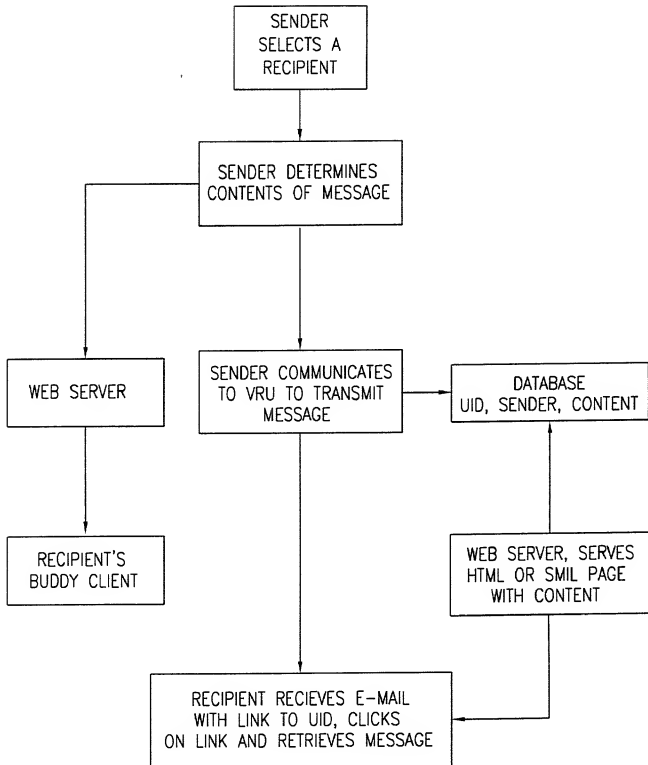 SENDER
SELECTS A
RECIPIENT
SENDER DETERMINES
CONTENTS OF MESSAGE
WEB SERVER
SENDER COMMUNICATES
TO VRU TO TRANSMIT
MESSAGE
DATABASE
UID, SENDER, CONTENT
RECIPIENT'S
BUDDY CLIENT
WEB SERVER, SERVES
HTML OR SMIL PAGE
WITH CONTENT
RECIPIENT RECIEVES E-MAIL
WITH LINK TO UID, CLICKS
ON LINK AND RETRIEVES MESSAGE